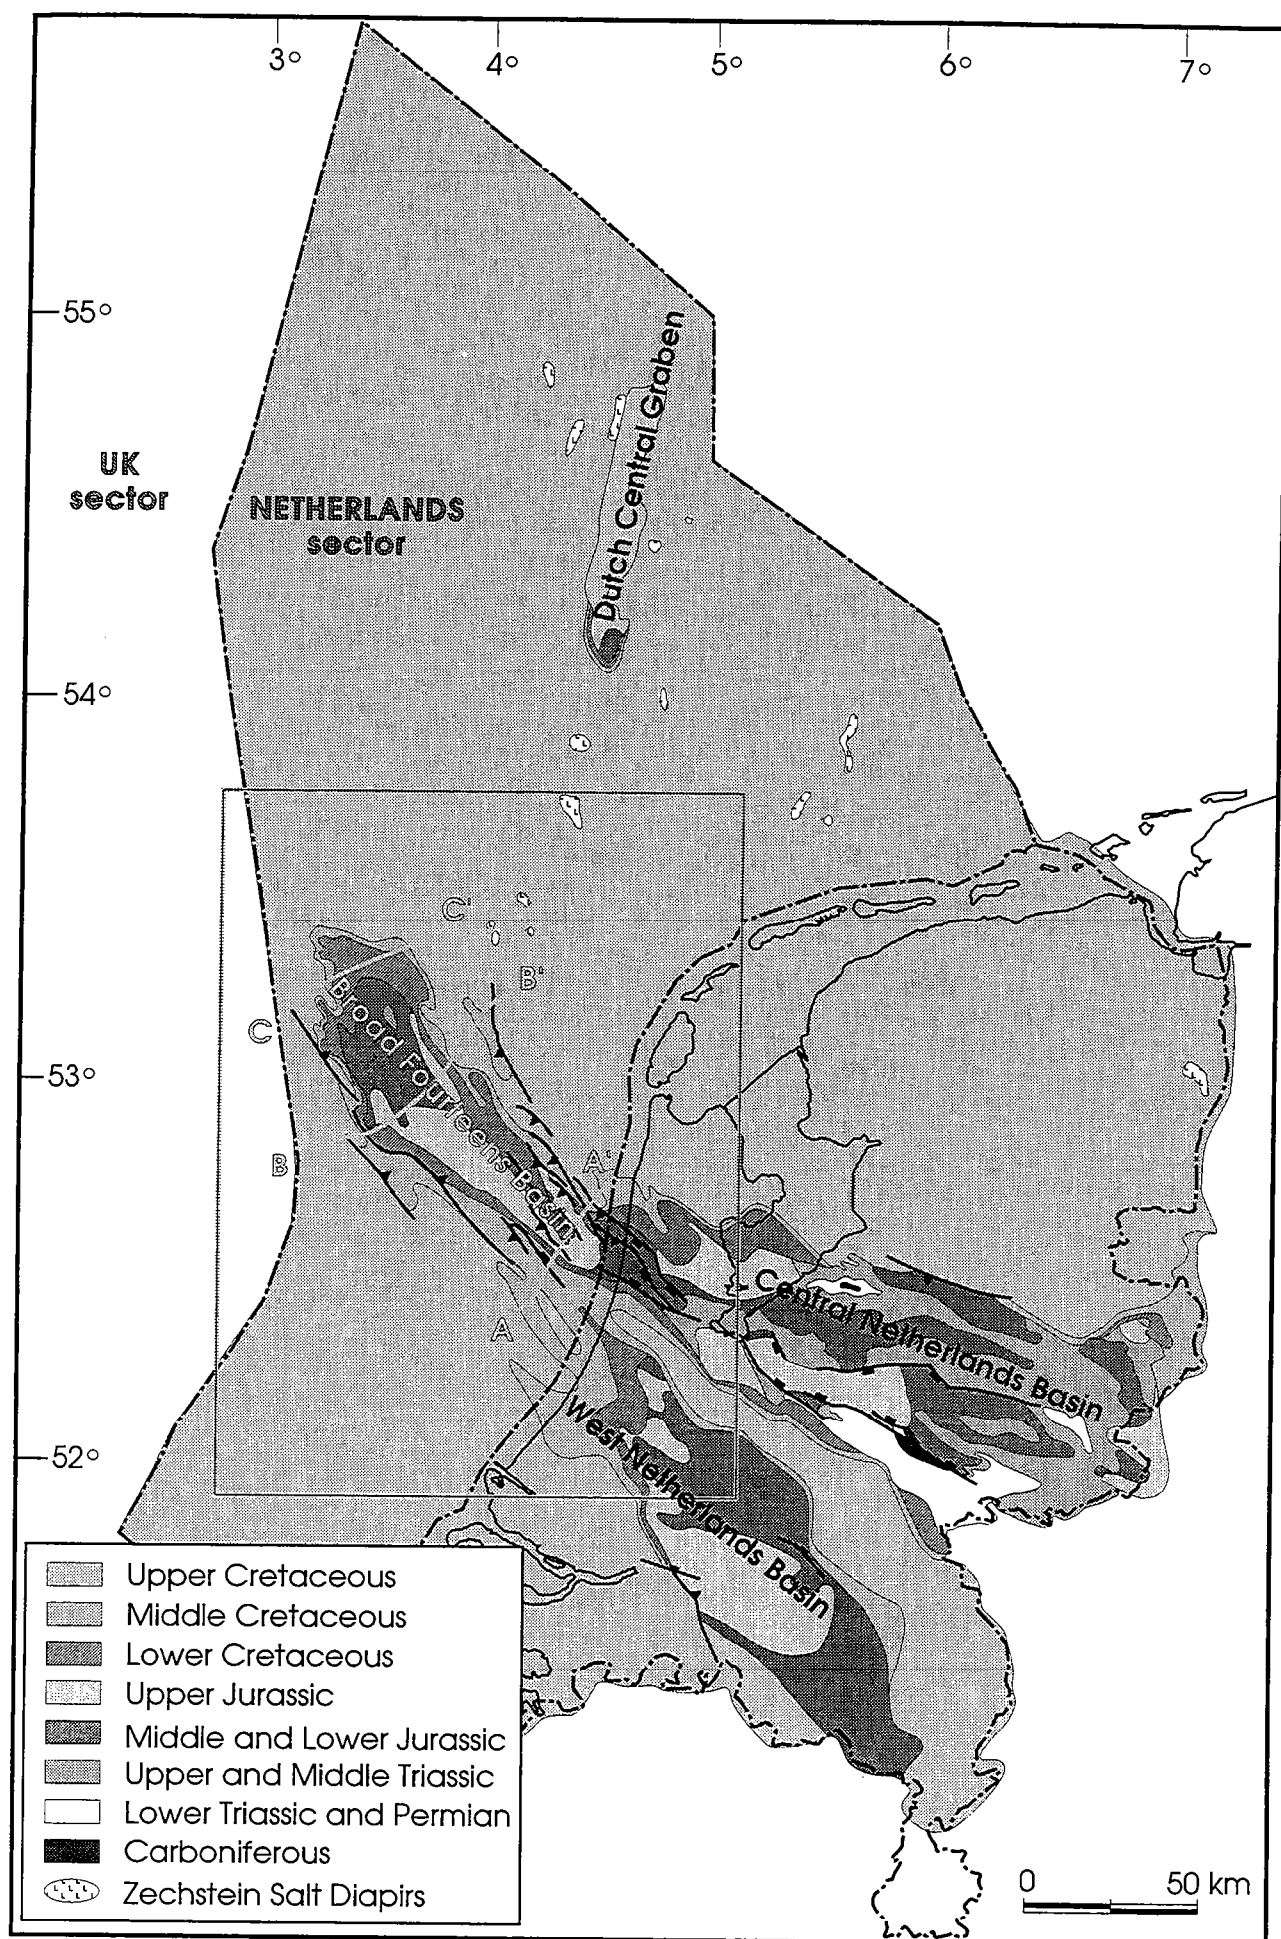 3°
4°
5°
6°
7°
55°
54°
53°
52°
UK
sector
NETHERLANDS
sector
Dutch Central Graben
C'
B'
C
Broad Fourteens Basin
B
A'
A
Central Netherlands Basin
West Netherlands Basin
Upper Cretaceous
Middle Cretaceous
Lower Cretaceous
Upper Jurassic
Middle and Lower Jurassic
Upper and Middle Triassic
Lower Triassic and Permian
Carboniferous
Zechstein Salt Diapirs
0 50 km